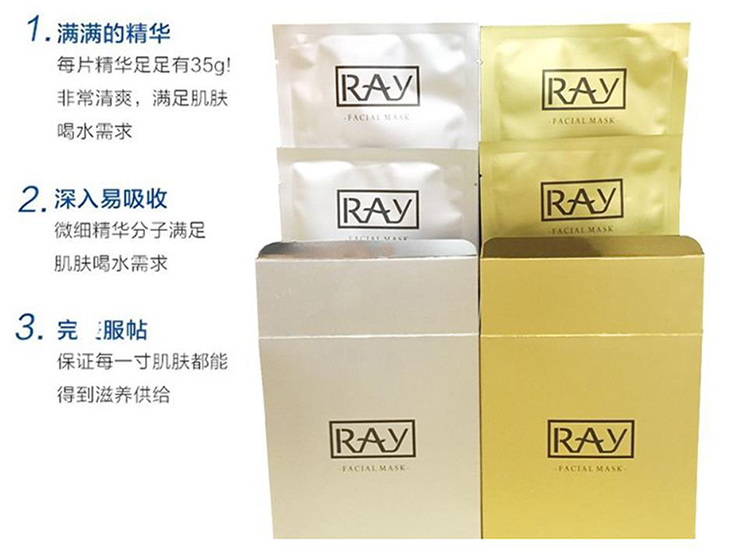 1. 满满的精华
每片精华足足有35g!
非常清爽，满足肌肤
喝水需求
2. 深入易吸收
微细精华分子满足
肌肤喝水需求
3. 完 服帖
保证每一寸肌肤都能
得到滋养供给
RAY
-FACIAL MASK-
RAY
-FACIAL MASK-
RAY
-FACIAL MASK-
RAY
-FACIAL MASK-
RAY
-FACIAL MASK-
RAY
-FACIAL MASK-